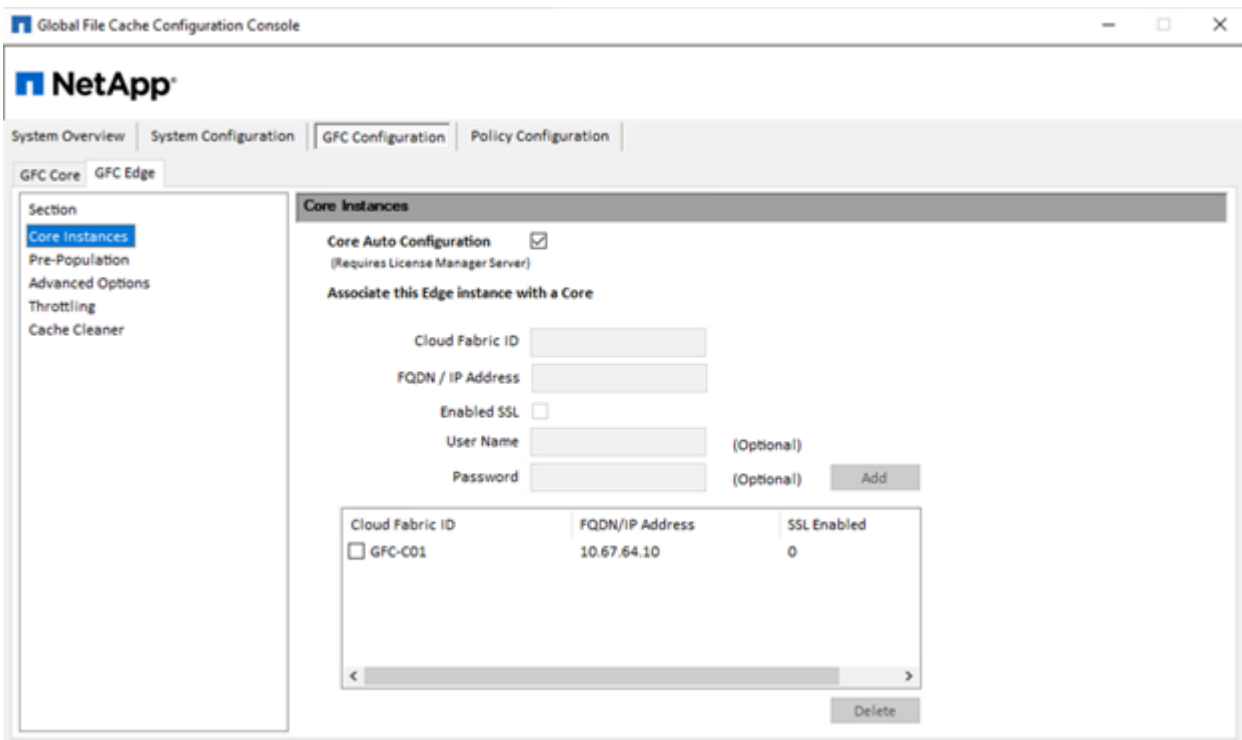 Global File Cache Configuration Console
NetApp
System Overview System Configuration GFC Configuration Policy Configuration
GFC Core GFC Edge
Section
Core Instances
Pre-Population
Advanced Options
Throttling
Cache Cleaner
Core Instances
Core Auto Configuration
(Requires License Manager Server)
Associate this Edge instance with a Core
Cloud Fabric ID
FQDN / IP Address
Enabled SSL
User Name (Optional)
Password (Optional) Add
Cloud Fabric ID FQDN/IP Address SSL Enabled
GFC-C01 10.67.64.10 0
Delete